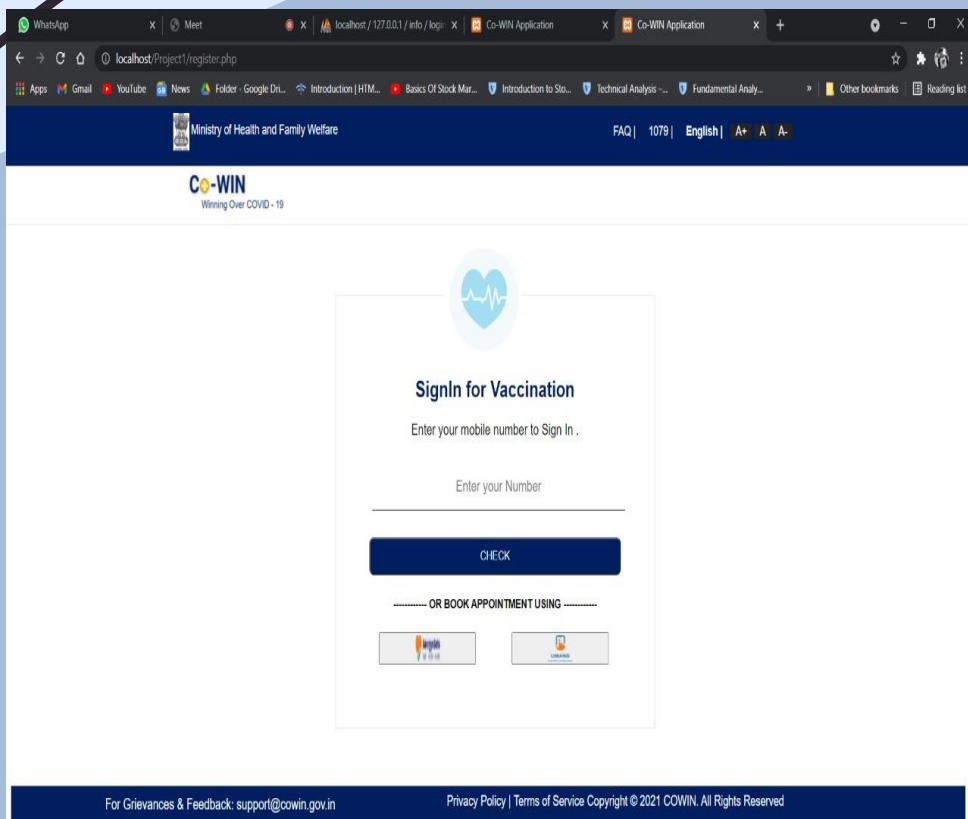 WhatsApp
Meet
localhost / 127.0.0.1 / info / login
Co-WIN Application
Co-WIN Application
localhost/Project1/register.php
Apps Gmail YouTube News Folder - Google Dri... Introduction | HTM... Basics Of Stock Mar... Introduction to Sto... Technical Analysis -... Fundamental Analy... » Other bookmarks Reading list
Ministry of Health and Family Welfare FAQ | 1079 | English | A+ A A-
Co-WIN
Winning Over COVID - 19
SignIn for Vaccination
Enter your mobile number to Sign In .
Enter your Number
CHECK
------------ OR BOOK APPOINTMENT USING ------------
For Grievances & Feedback: support@cowin.gov.in Privacy Policy | Terms of Service Copyright © 2021 COWIN. All Rights Reserved